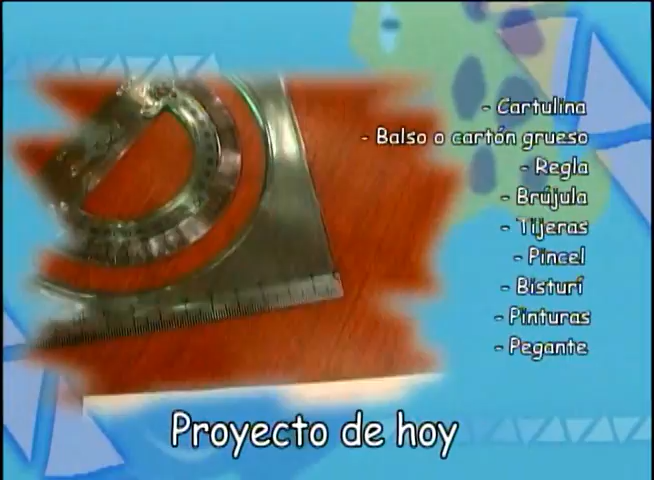 - Cartulina
- Balso o cartón grueso
- Regla
- Brújula
- Tijeras
- Pincel
- Bisturí
- Pinturas
- Pegante
Proyecto de hoy